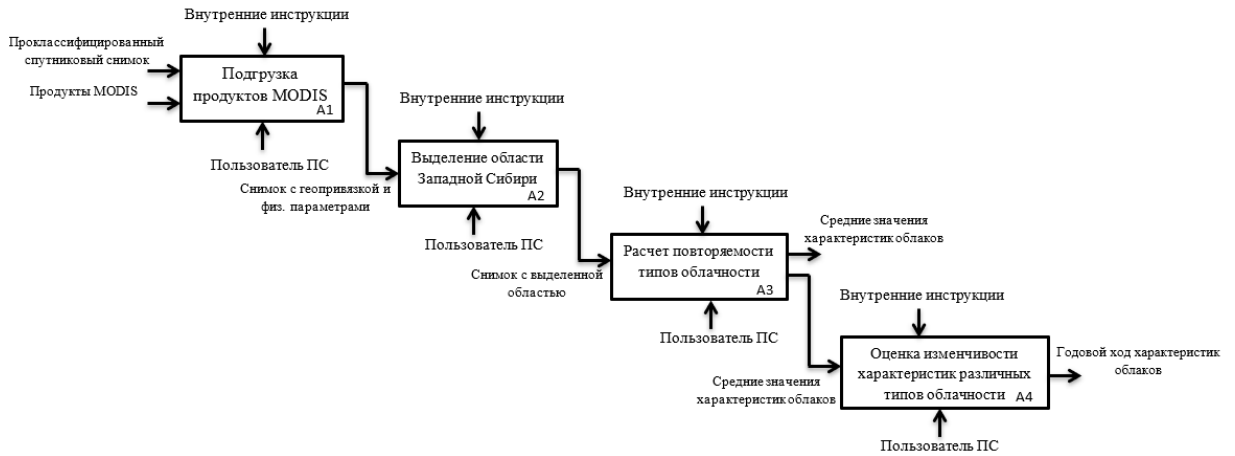 Внутренние инструкции
Проклассифицированный
спутниковый снимок
Продукты MODIS
Подгрузка
продуктов MODIS
A1
Пользователь ПС
Снимок с геопривязкой и
физ. параметрами
Внутренние инструкции
Выделение области
Западной Сибири
A2
Пользователь ПС
Снимок с выделенной
областью
Внутренние инструкции
Расчет повторяемости
типов облачности
A3
Пользователь ПС
Средние значения
характеристик облаков
Средние значения
характеристик облаков
Внутренние инструкции
Оценка изменчивости
характеристик различных
типов облачности
A4
Пользователь ПС
Годовой ход характеристик
облаков